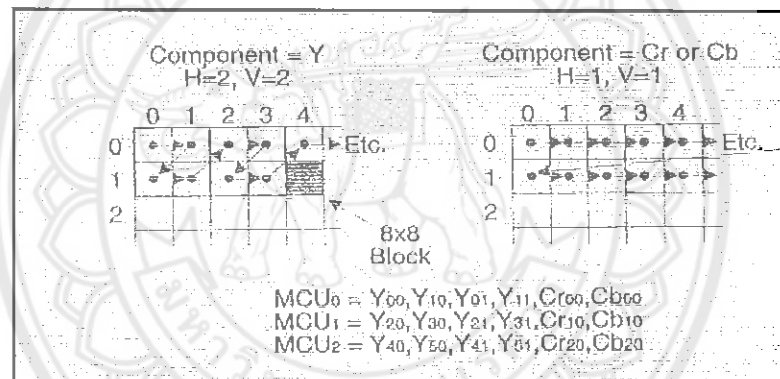 Component = Y
H=2, V=2
0 1 2 3 4
0 Etc.
1
2
8x8
Block
Component = Cr or Cb
H=1, V=1
0 1 2 3 4
0 Etc.
1
2
MCU0 = Y00,Y10,Y01,Y11,Cr00,Cb00
MCU1 = Y20,Y30,Y21,Y31,Cr10,Cb10
MCU2 = Y40,Y50,Y41,Y51,Cr20,Cb20